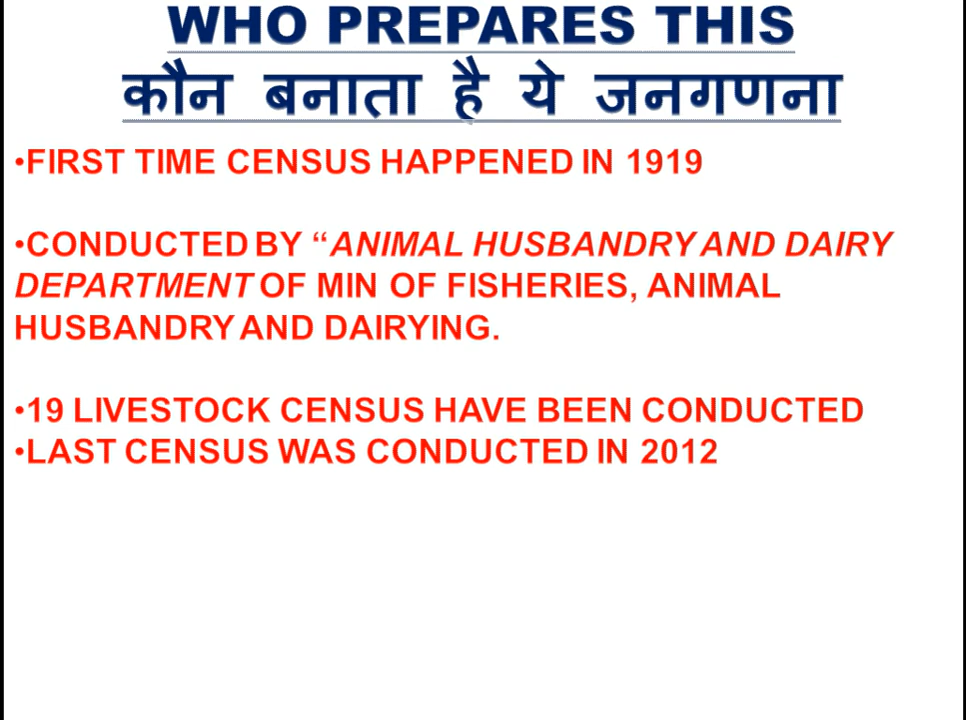 WHO PREPARES THIS
कौन बनाता है ये जनगणना
•FIRST TIME CENSUS HAPPENED IN 1919
•CONDUCTED BY “ANIMAL HUSBANDRY AND DAIRY
DEPARTMENT OF MIN OF FISHERIES, ANIMAL
HUSBANDRY AND DAIRYING.
•19 LIVESTOCK CENSUS HAVE BEEN CONDUCTED
•LAST CENSUS WAS CONDUCTED IN 2012